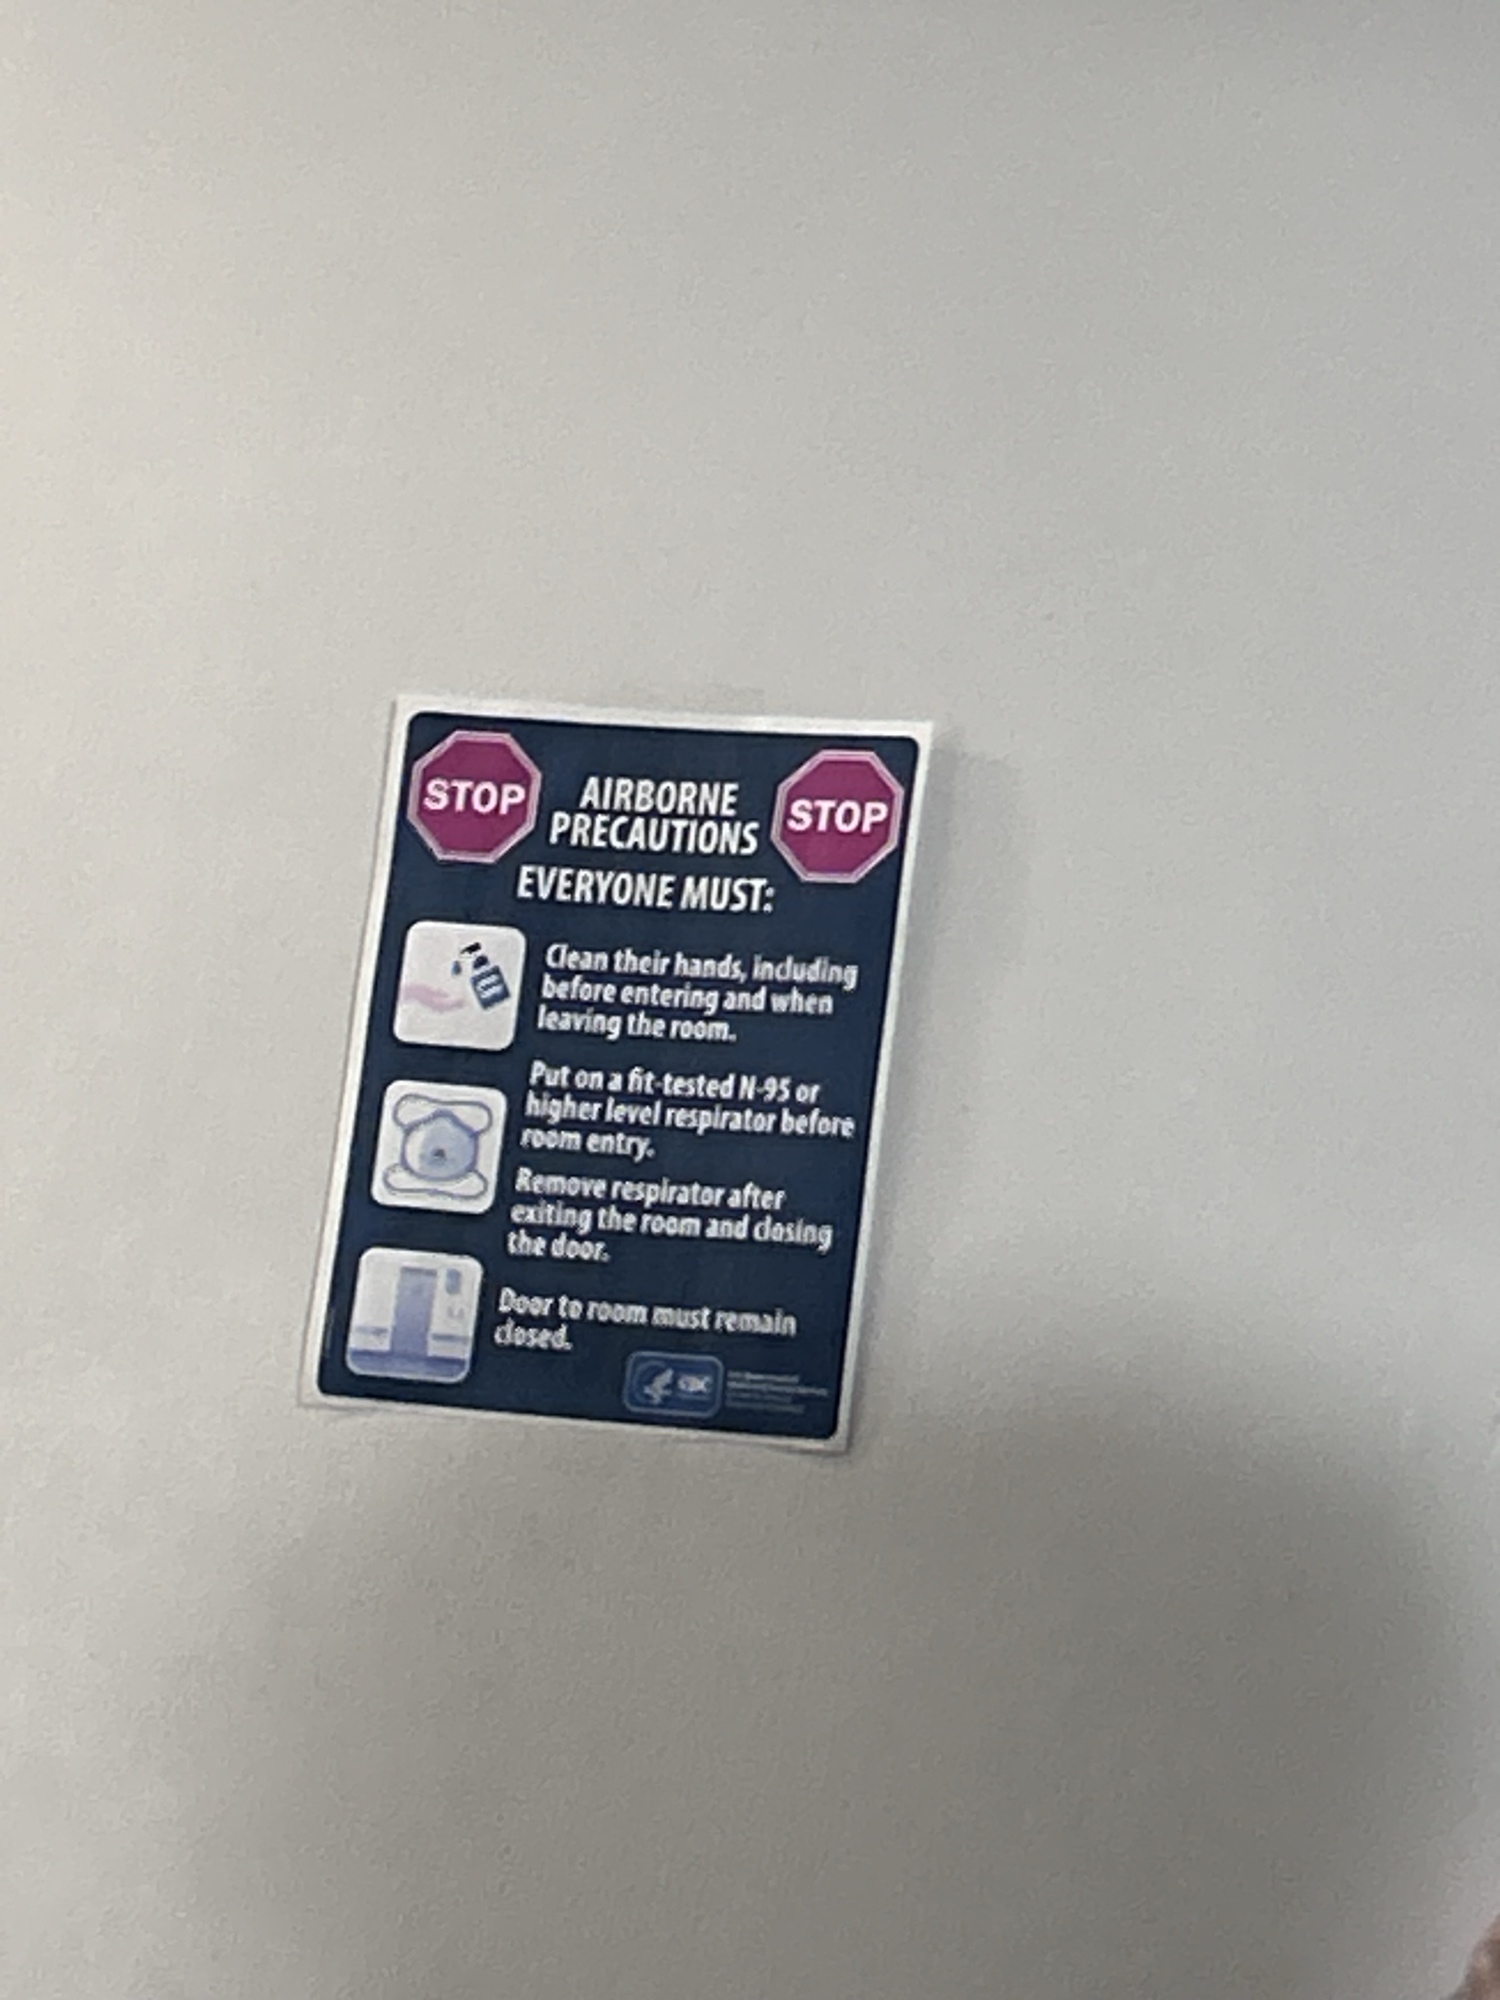 STOP
AIRBORNE
PRECAUTIONS
STOP
EVERYONE MUST:
Clean their hands, including
before entering and when
leaving the room.
Put on a fit-tested N-95 or
higher level respirator before
room entry.
Remove respirator after
exiting the room and closing
the door.
Door to room must remain
closed.
CDC